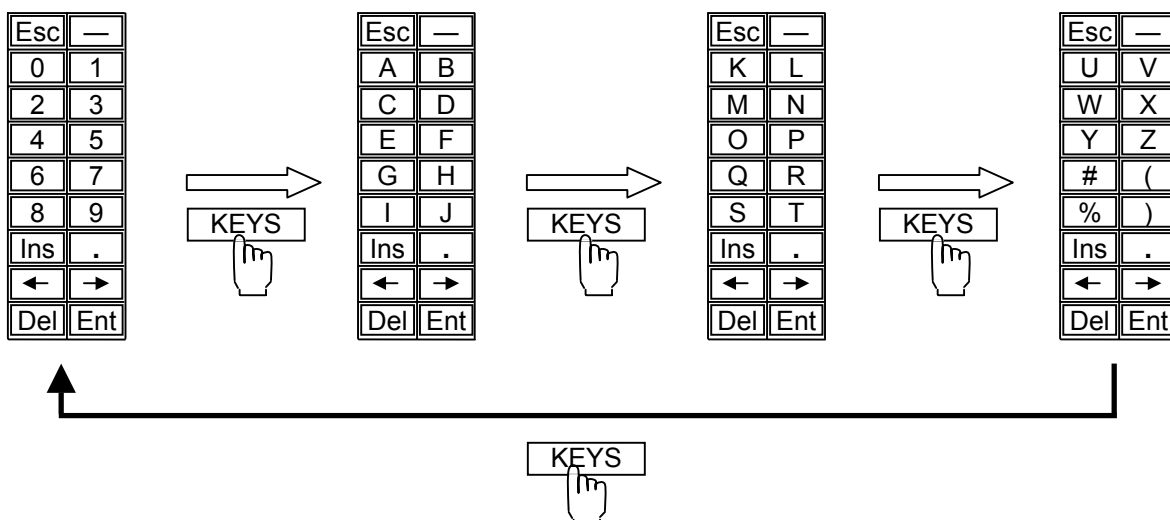 Esc — Esc — Esc — Esc —
0 1 A B K L U V
2 3 C D M N W X
4 5 E F O P Y Z
6 7 G H Q R # (
8 9 I J S T % )
KEYS KEYS KEYS
Ins . Ins . Ins . Ins .
← → ← → ← → ← →
Del Ent Del Ent Del Ent Del Ent
KEYS